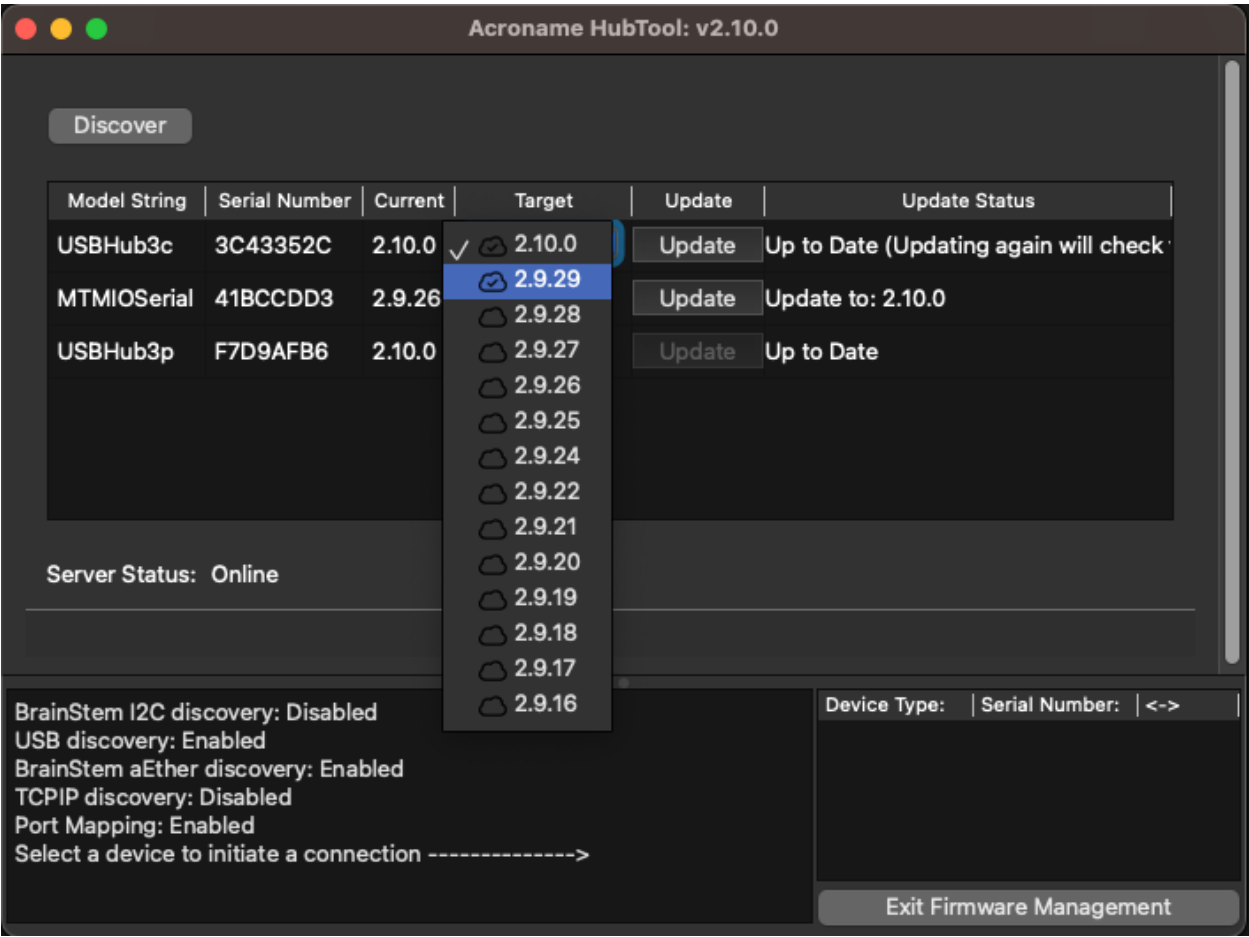 Acroname HubTool: v2.10.0
Discover
Model String Serial Number Current Target Update Update Status
USBHub3c 3C43352C 2.10.0 2.10.0 Update Up to Date (Updating again will check
2.9.29
MTMIOSerial 41BCCDD3 2.9.26 Update Update to: 2.10.0
2.9.28
USBHub3p F7D9AFB6 2.10.0 2.9.27 Update Up to Date
2.9.26
2.9.25
2.9.24
2.9.22
2.9.21
2.9.20
2.9.19
2.9.18
2.9.17
2.9.16
Server Status: Online
BrainStem I2C discovery: Disabled
USB discovery: Enabled
BrainStem aEther discovery: Enabled
TCPIP discovery: Disabled
Port Mapping: Enabled
Select a device to initiate a connection -------------->
Device Type: Serial Number: <->
Exit Firmware Management